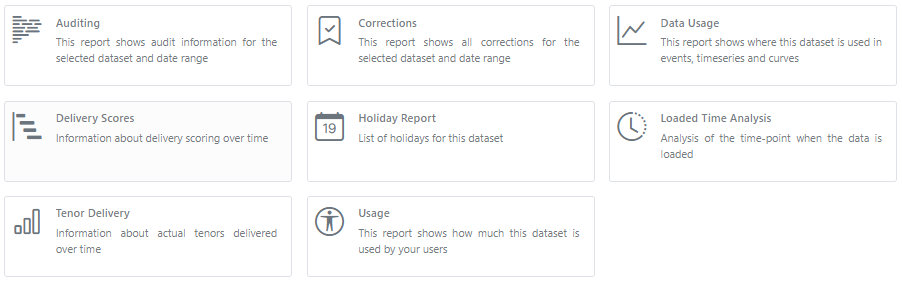 Auditing
This report shows audit information for the
selected dataset and date range
Corrections
This report shows all corrections for the
selected dataset and date range
Data Usage
This report shows where this dataset is used in
events, timeseries and curves
Delivery Scores
Information about delivery scoring over time
19
Holiday Report
List of holidays for this dataset
Loaded Time Analysis
Analysis of the time-point when the data is
loaded
Tenor Delivery
Information about actual tenors delivered
over time
Usage
This report shows how much this dataset is
used by your users